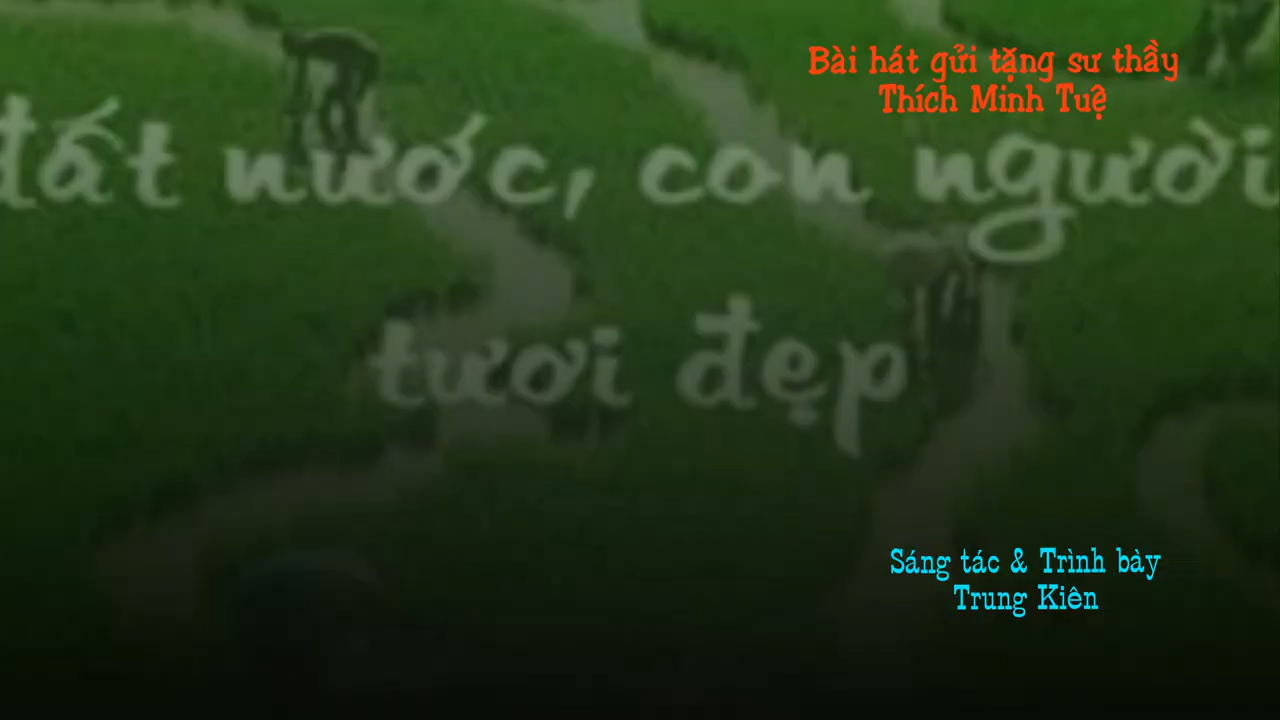 Bài hát gửi tặng sư thầy
Thích Minh Tuệ
đất nước, con người
tươi đẹp
Sáng tác & Trình bày
Trung Kiên